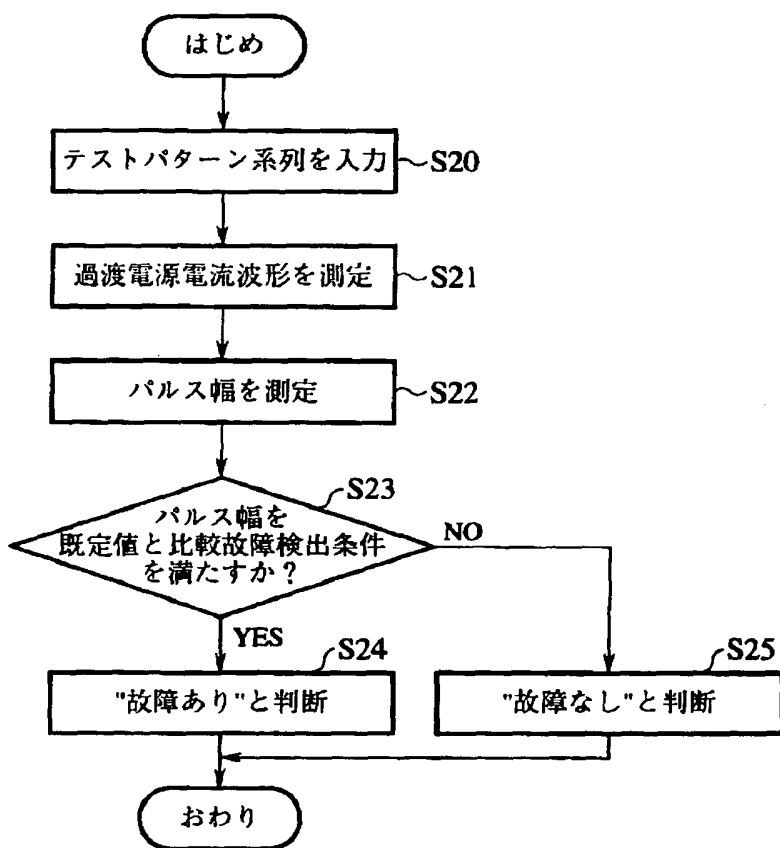 はじめ
テストパターン系列を入力
S20
過渡電源電流波形を測定
S21
パルス幅を測定
S22
S23
パルス幅を
既定値と比較故障検出条件
を満たすか？
NO
YES
S24
"故障あり"と判断
S25
"故障なし"と判断
おわり